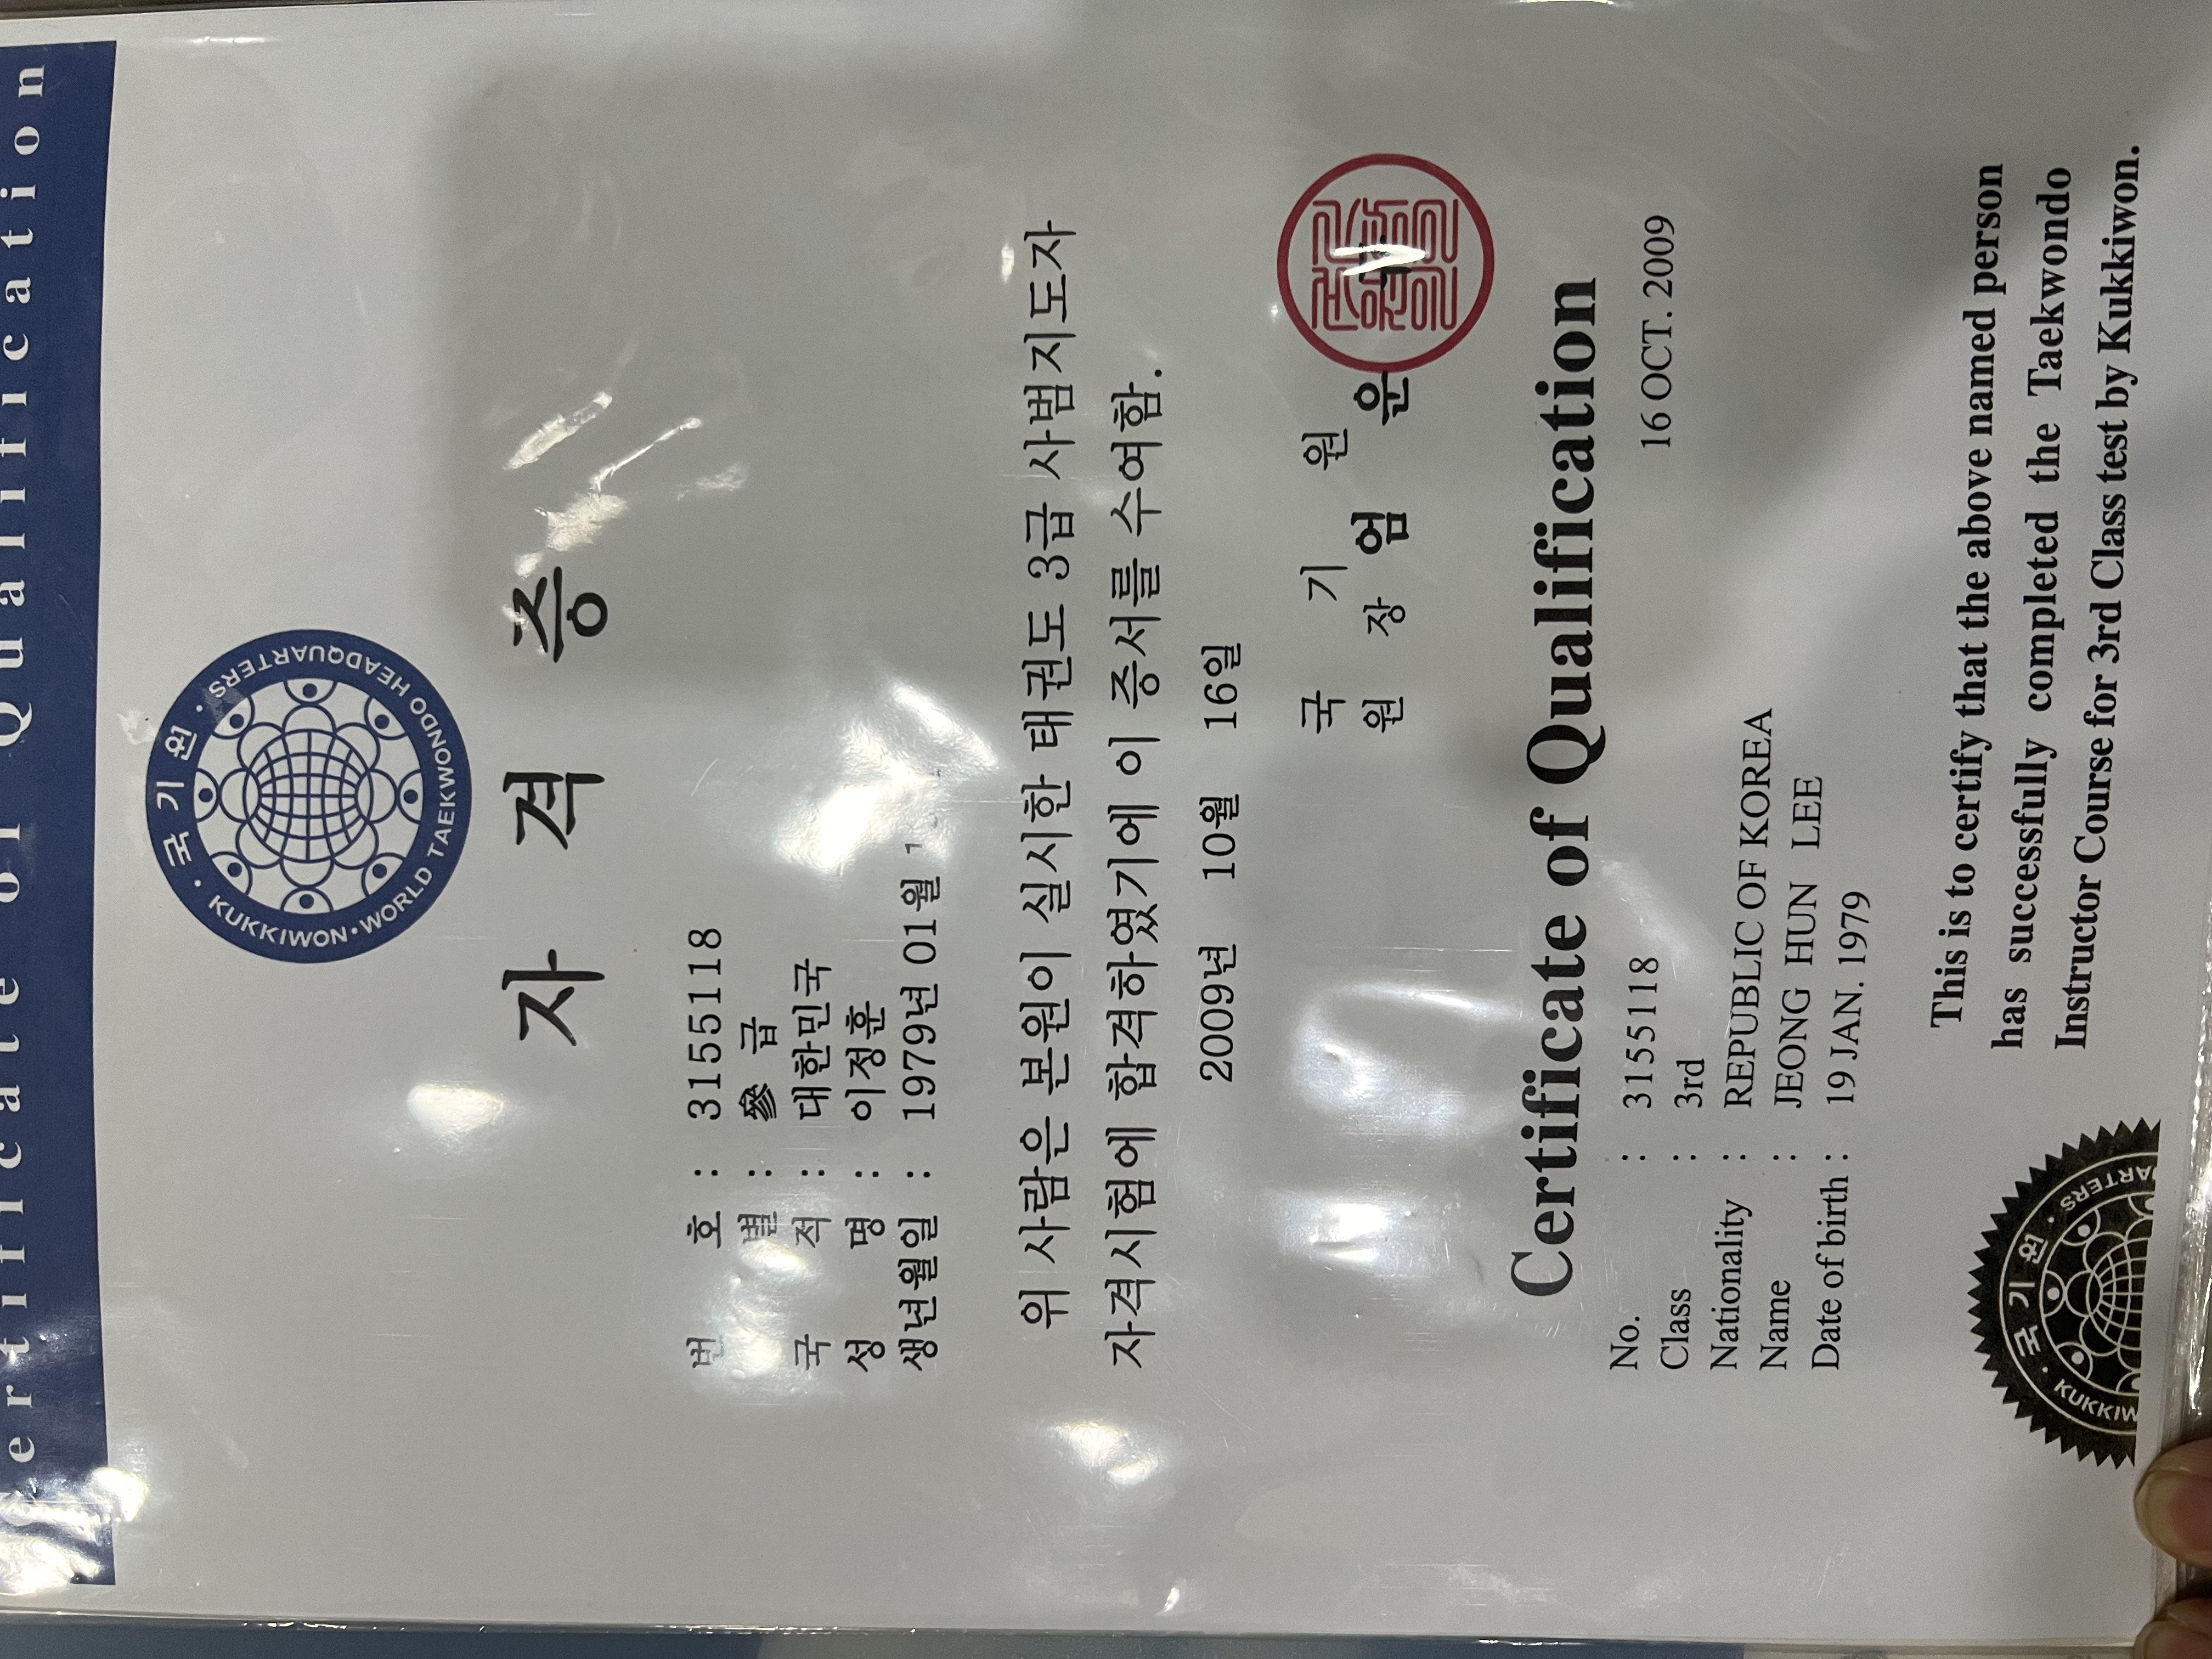 Certificate of Qualification
국기원
KUKKIWON · WORLD TAEKWONDO HEADQUARTERS
자 격 증
번 호 : 3155118
별 : 參 급
국 적 : 대한민국
성 명 : 이정훈
생년월일 : 1979년 01월
위 사람은 본원이 실시한 태권도 3급 사범지도자
자격시험에 합격하였기에 이 증서를 수여함.
2009년 10월 16일
국 기 원
원 장 엄 운
Certificate of Qualification
No. : 3155118
16 OCT. 2009
Class : 3rd
Nationality : REPUBLIC OF KOREA
Name : JEONG HUN LEE
Date of birth : 19 JAN. 1979
This is to certify that the above named person
has successfully completed the Taekwondo
Instructor Course for 3rd Class test by Kukkiwon.
국기원
KUKKIW
ARTERS